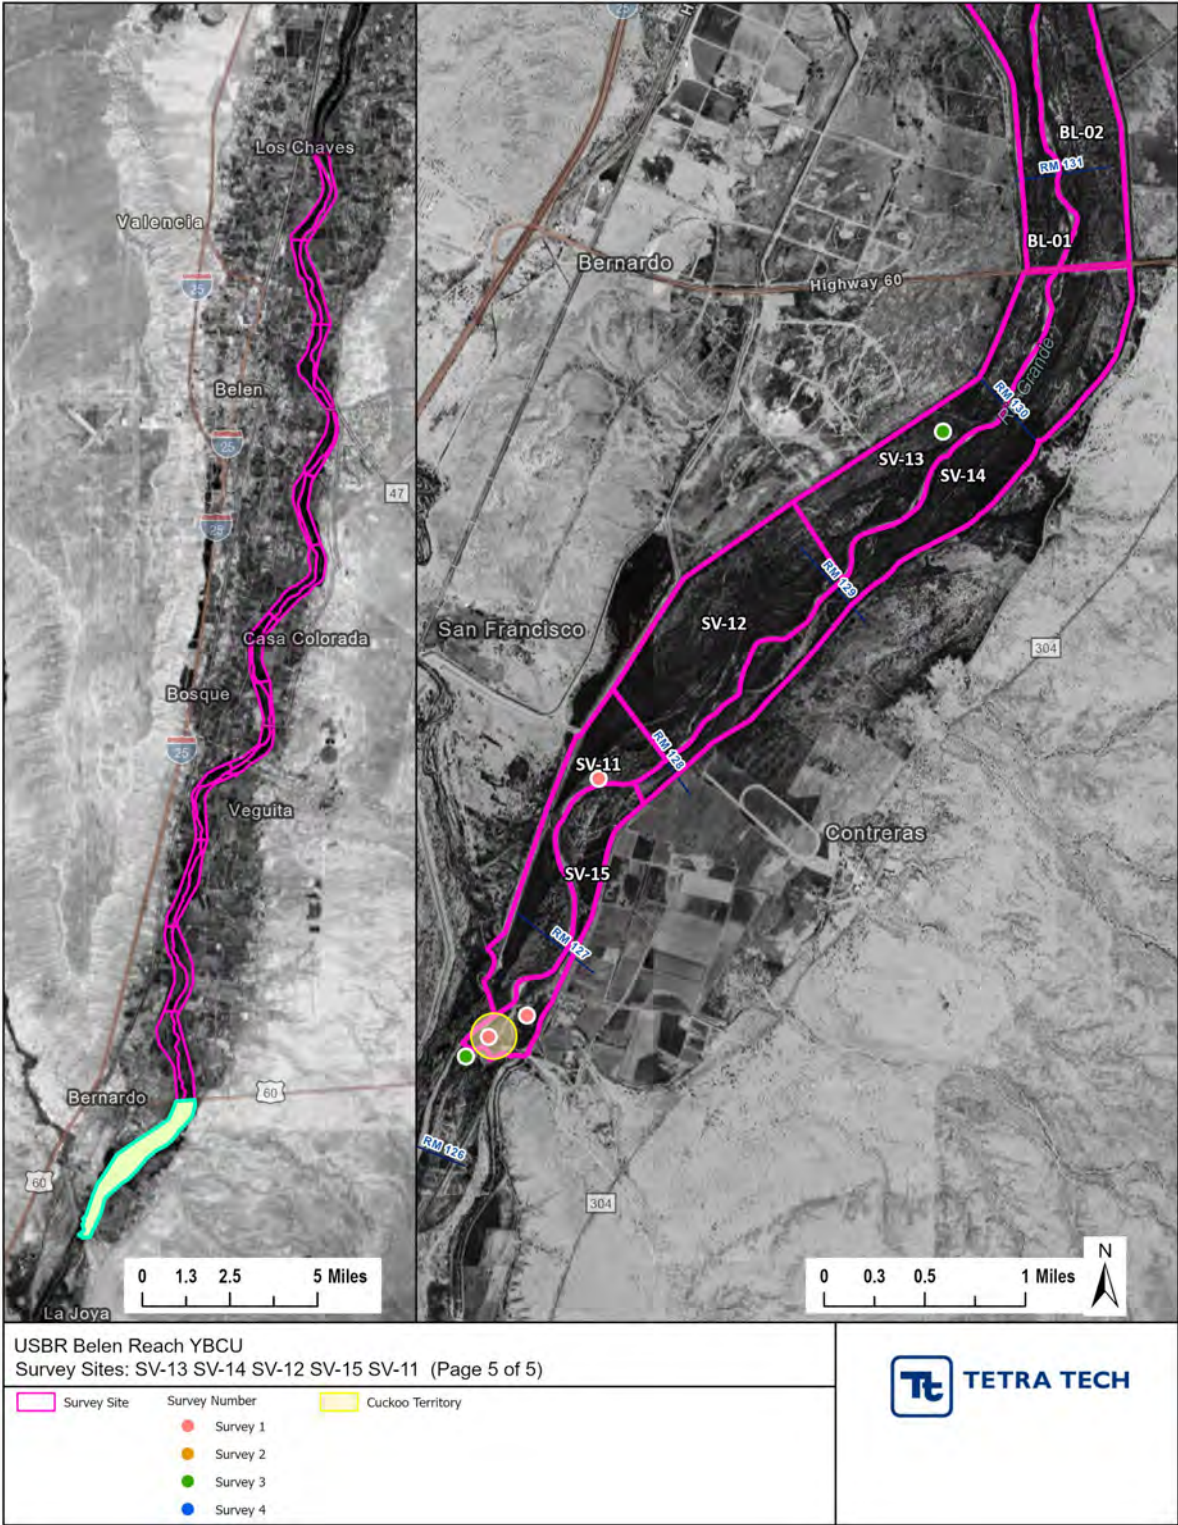 Los Chaves
Valencia
25
Belen
25
47
25
Casa Colorada
Bosque
25
Veguita
Bernardo
60
60
0 1.3 2.5 5 Miles
La Joya
25
BL-02
RM 131
BL-01
Bernardo
Highway 60
Grande
RM 130
SV-13
SV-14
RM 129
SV-12
San Francisco
304
RM 128
SV-11
Contreras
SV-15
RM 127
RM 126
304
N
0 0.3 0.5 1 Miles
USBR Belen Reach YBCU
Survey Sites: SV-13 SV-14 SV-12 SV-15 SV-11 (Page 5 of 5)
Survey Site
Survey Number
Survey 1
Survey 2
Survey 3
Survey 4
Cuckoo Territory
Tt TETRA TECH